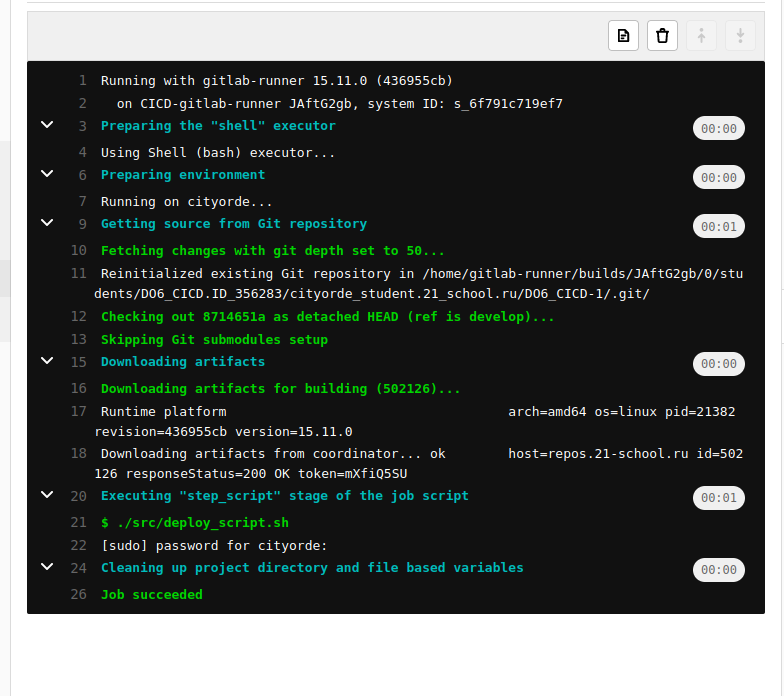 1 Running with gitlab-runner 15.11.0 (436955cb)
2 on CICD-gitlab-runner JAftG2gb, system ID: s_6f791c719ef7
3 Preparing the "shell" executor 00:00
4 Using Shell (bash) executor...
6 Preparing environment 00:00
7 Running on cityorde...
9 Getting source from Git repository 00:01
10 Fetching changes with git depth set to 50...
11 Reinitialized existing Git repository in /home/gitlab-runner/builds/JAftG2gb/0/stu
dents/DO6_CICD.ID_356283/cityorde_student.21_school.ru/DO6_CICD-1/.git/
12 Checking out 8714651a as detached HEAD (ref is develop)...
13 Skipping Git submodules setup
15 Downloading artifacts 00:00
16 Downloading artifacts for building (502126)...
17 Runtime platform arch=amd64 os=linux pid=21382
revision=436955cb version=15.11.0
18 Downloading artifacts from coordinator... ok host=repos.21-school.ru id=502
126 responseStatus=200 OK token=mXfiQ5SU
20 Executing "step_script" stage of the job script 00:01
21 $ ./src/deploy_script.sh
22 [sudo] password for cityorde:
24 Cleaning up project directory and file based variables 00:00
26 Job succeeded